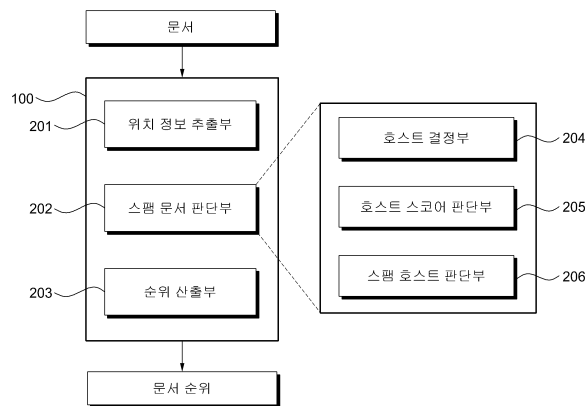 문서
100
201
위치 정보 추출부
202
스팸 문서 판단부
203
순위 산출부
호스트 결정부
204
호스트 스코어 판단부
205
스팸 호스트 판단부
206
문서 순위